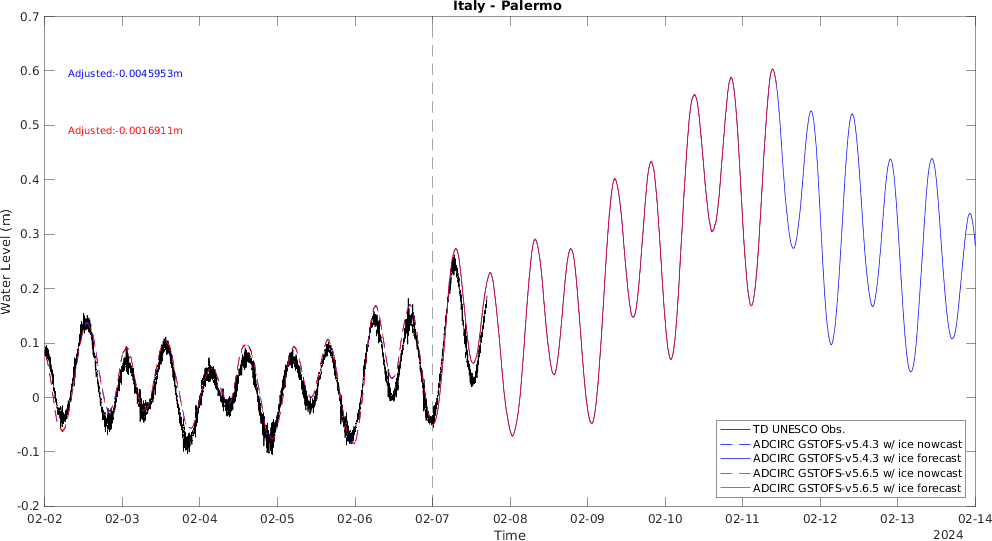 Italy - Palermo
0.7
0.6
0.5
0.4
0.3
0.2
0.1
0
-0.1
-0.2
Water Level (m)
Adjusted:-0.0045953m
Adjusted:-0.0016911m
TD UNESCO Obs.
ADCIRC GSTOFS-v5.4.3 w/ ice nowcast
ADCIRC GSTOFS-v5.4.3 w/ ice forecast
ADCIRC GSTOFS-v5.6.5 w/ ice nowcast
ADCIRC GSTOFS-v5.6.5 w/ ice forecast
02-02 02-03 02-04 02-05 02-06 02-07 02-08 02-09 02-10 02-11 02-12 02-13 02-14
Time
2024